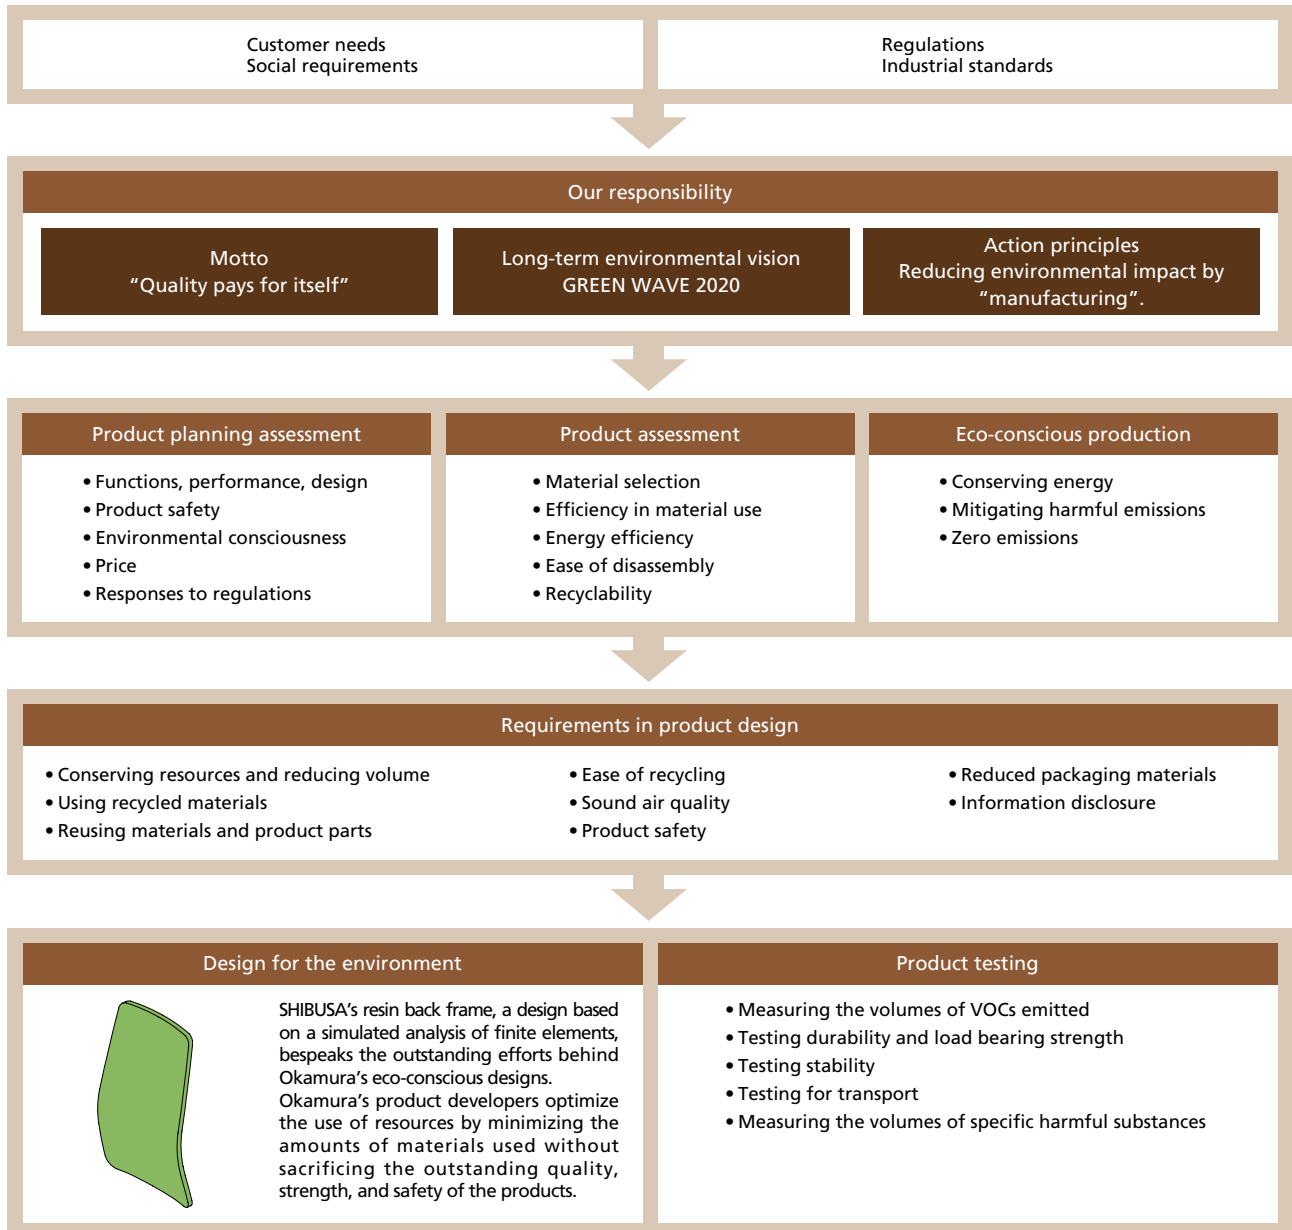 Customer needs
Social requirements
Regulations
Industrial standards
Our responsibility
Motto
“Quality pays for itself”
Long-term environmental vision
GREEN WAVE 2020
Action principles
Reducing environmental impact by
“manufacturing”.
Product planning assessment
• Functions, performance, design
• Product safety
• Environmental consciousness
• Price
• Responses to regulations
Product assessment
• Material selection
• Efficiency in material use
• Energy efficiency
• Ease of disassembly
• Recyclability
Eco-conscious production
• Conserving energy
• Mitigating harmful emissions
• Zero emissions
Requirements in product design
• Conserving resources and reducing volume
• Using recycled materials
• Reusing materials and product parts
• Ease of recycling
• Sound air quality
• Product safety
• Reduced packaging materials
• Information disclosure
Design for the environment
SHIBUSA’s resin back frame, a design based
on a simulated analysis of finite elements,
bespeaks the outstanding efforts behind
Okamura’s eco-conscious designs.
Okamura’s product developers optimize
the use of resources by minimizing the
amounts of materials used without
sacrificing the outstanding quality,
strength, and safety of the products.
Product testing
• Measuring the volumes of VOCs emitted
• Testing durability and load bearing strength
• Testing stability
• Testing for transport
• Measuring the volumes of specific harmful substances